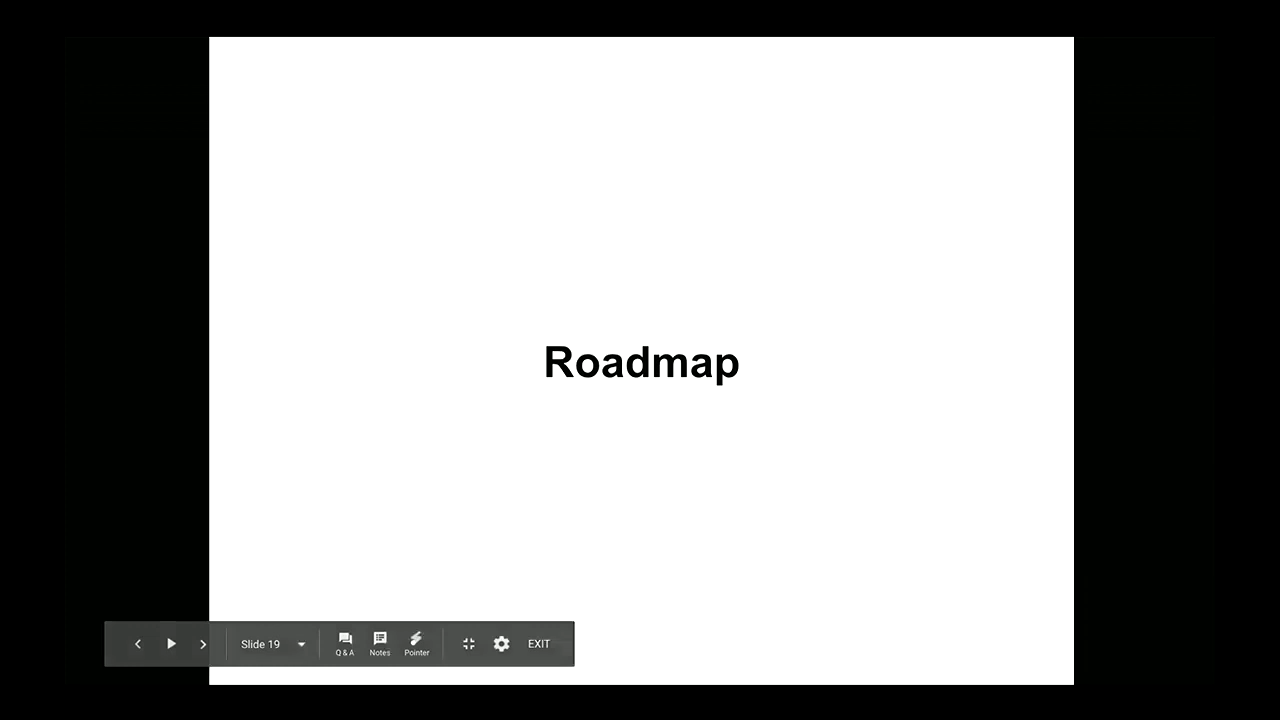 Roadmap
Slide 19
Q & A
Notes
Pointer
EXIT